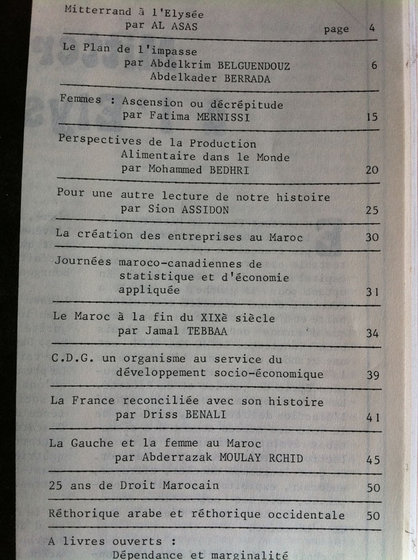 Mitterrand à l'Elysée
par AL ASAS page 4
Le Plan de l'impasse
par Abdelkrim BELGUENDOUZ 6
Abdelkader BERRADA
Femmes : Ascension ou décrépitude
par Fatima MERNISSI 15
Perspectives de la Production
Alimentaire dans le Monde
par Mohammed BEDHRI 20
Pour une autre lecture de notre histoire
par Sion ASSIDON 25
La création des entreprises au Maroc 30
Journées maroco-canadiennes de
statistique et d'économie
appliquée 31
Le Maroc à la fin du XIXè siècle
par Jamal TEBBAA 34
C.D.G. un organisme au service du
développement socio-économique 39
La France reconciliée avec son histoire
par Driss BENALI 41
La Gauche et la femme au Maroc
par Abderrazak MOULAY RCHID 45
25 ans de Droit Marocain 50
Réthorique arabe et réthorique occidentale 50
A livres ouverts :
Dépendance et marginalité